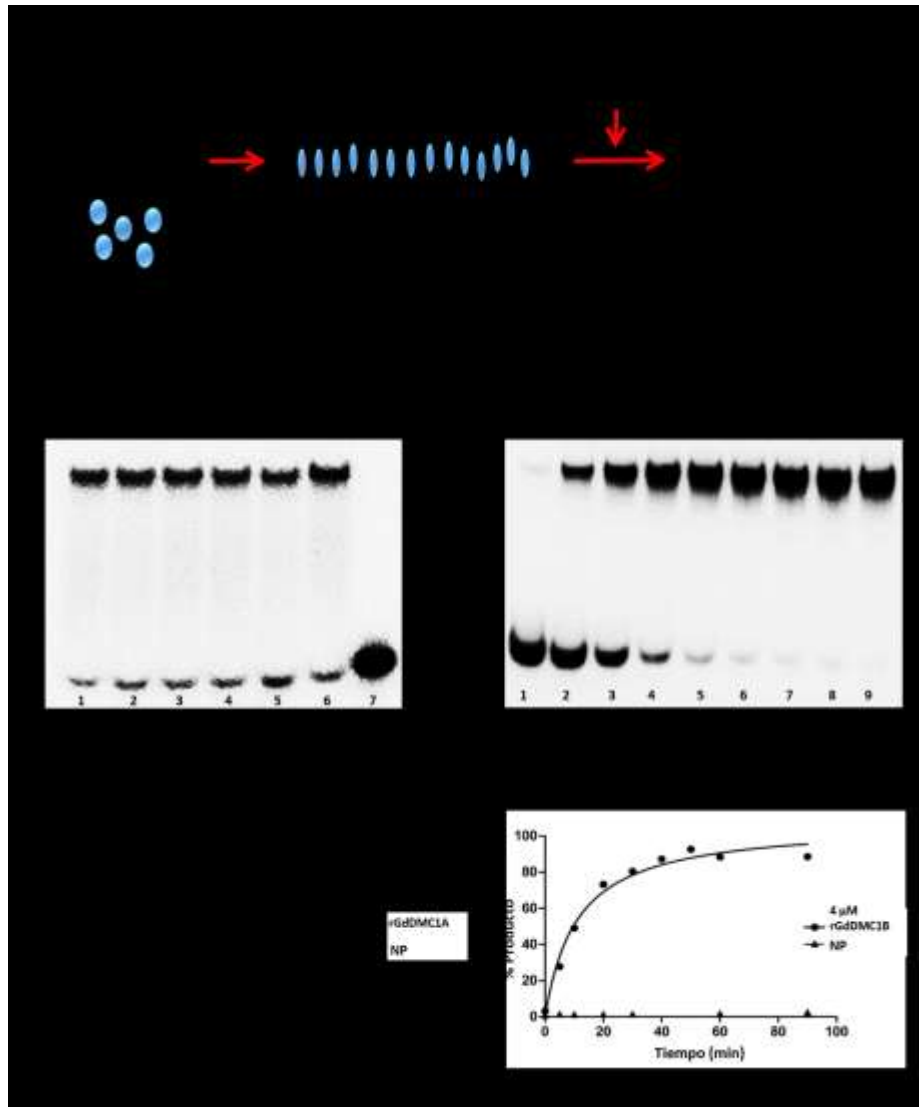 1 2 3 4 5 6 7
1 2 3 4 5 6 7 8 9
rGdDMC1A
NP
100
80
60
40
20
0
% Producto
4 µM
rGdDMC1B
NP
0 20 40 60 80 100
Tiempo (min)